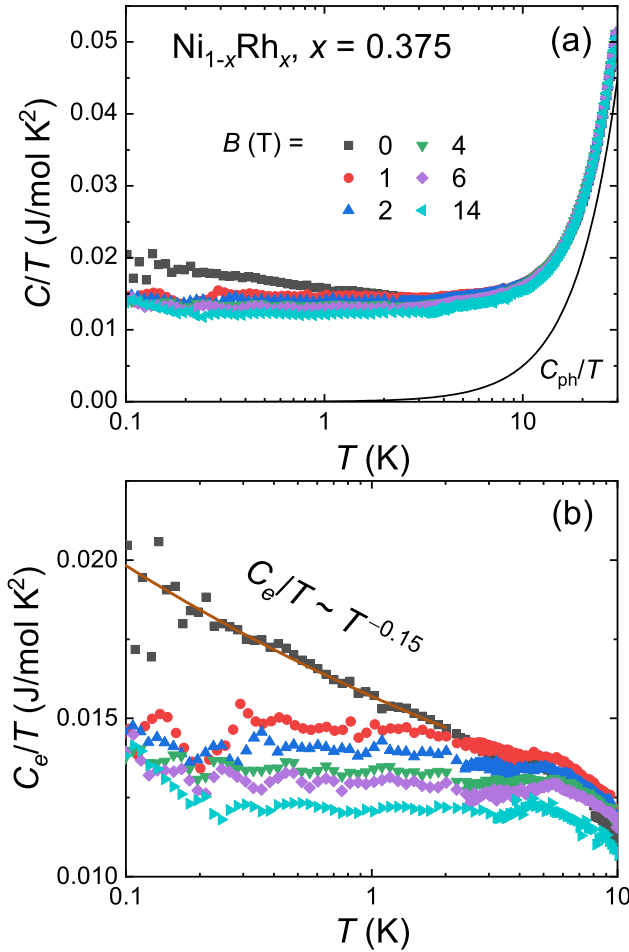 Ni1-xRhx, x = 0.375
(a)
B (T) =
0
4
1
6
2
14
Cph/T
C/T (J/mol K2)
0.05
0.04
0.03
0.02
0.01
0.00
0.1
1
10
T (K)
(b)
Ce/T ~ T−0.15
Ce/T (J/mol K2)
0.020
0.015
0.010
0.1
1
10
T (K)